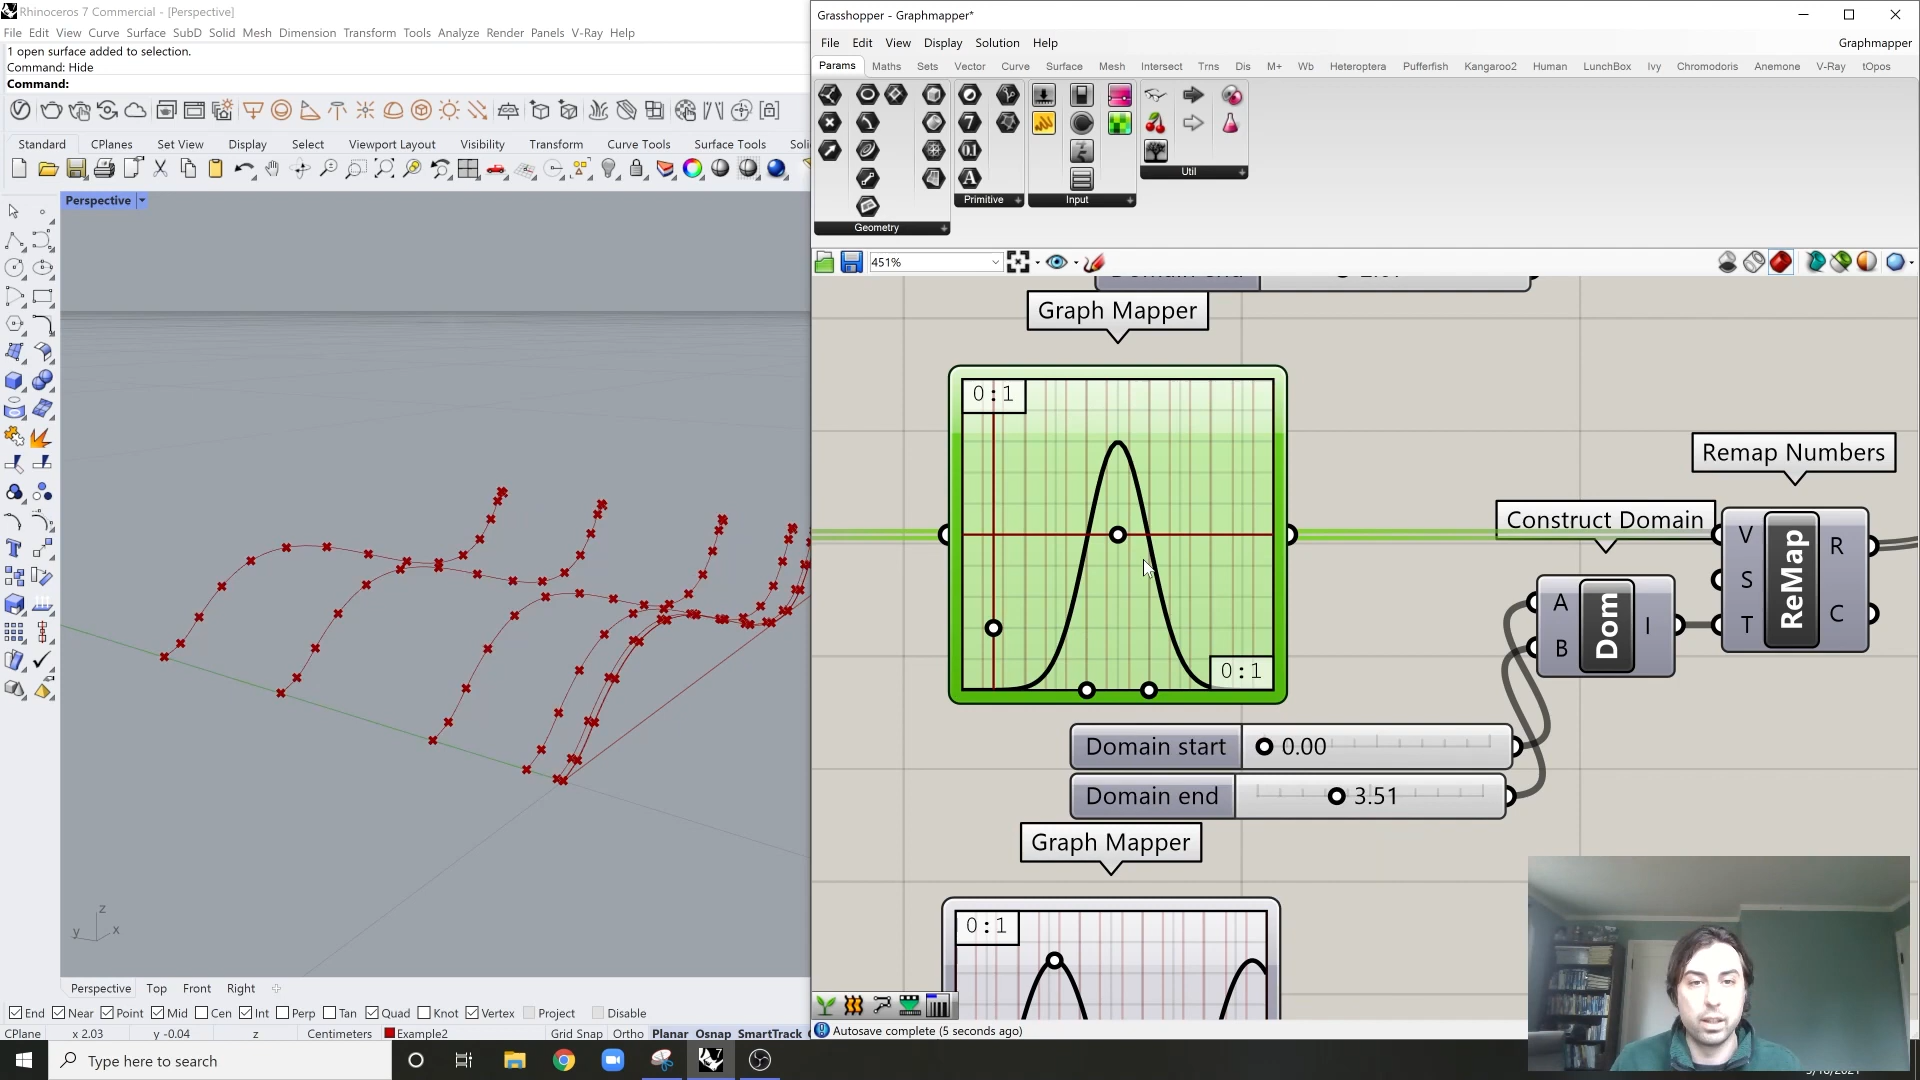 Rhinoceros 7 Commercial - [Perspective]
File Edit View Curve Surface SubD Solid Mesh Dimension Transform Tools Analyze Render Panels V-Ray Help
1 open surface added to selection.
Command: Hide
Command:
Standard CPlanes Set View Display Select Viewport Layout Visibility Transform Curve Tools Surface Tools Soli
Perspective
z
y x
Perspective Top Front Right
End Near Point Mid Cen Int Perp Tan Quad Knot Vertex Project Disable
CPlane x 2.03 y -0.04 z Centimeters Example2 Grid Snap Ortho Planar Osnap SmartTrack
Type here to search
Grasshopper - Graphmapper*
File Edit View Display Solution Help
Graphmapper
Params Maths Sets Vector Curve Surface Mesh Intersect Trns Dis M+ Wb Heteroptera Pufferfish Kangaroo2 Human LunchBox Ivy Chromodoris Anemone V-Ray tOpos
Geometry
Primitive
Input
Util
451%
Graph Mapper
0:1
0:1
Remap Numbers
Construct Domain
V
S
T
ReMap
R
C
A
B
Dom
I
Domain start 0.00
Domain end 3.51
Graph Mapper
0:1
Autosave complete (5 seconds ago)